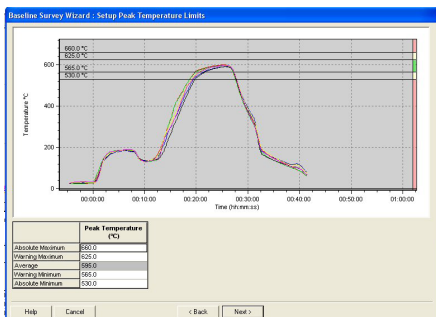 Baseline Survey Wizard : Setup Peak Temperature Limits
660.0 °C
625.0 °C
565.0 °C
530.0 °C
600
400
200
0
Temperature °C
00:00:00 00:10:00 00:20:00 00:30:00 00:40:00 00:50:00 01:00:00
Time (hh:mm:ss)
Peak Temperature
(°C)
Absolute Maximum 660.0
Warning Maximum 625.0
Average 595.0
Warning Minimum 565.0
Absolute Minimum 530.0
Help Cancel < Back Next >